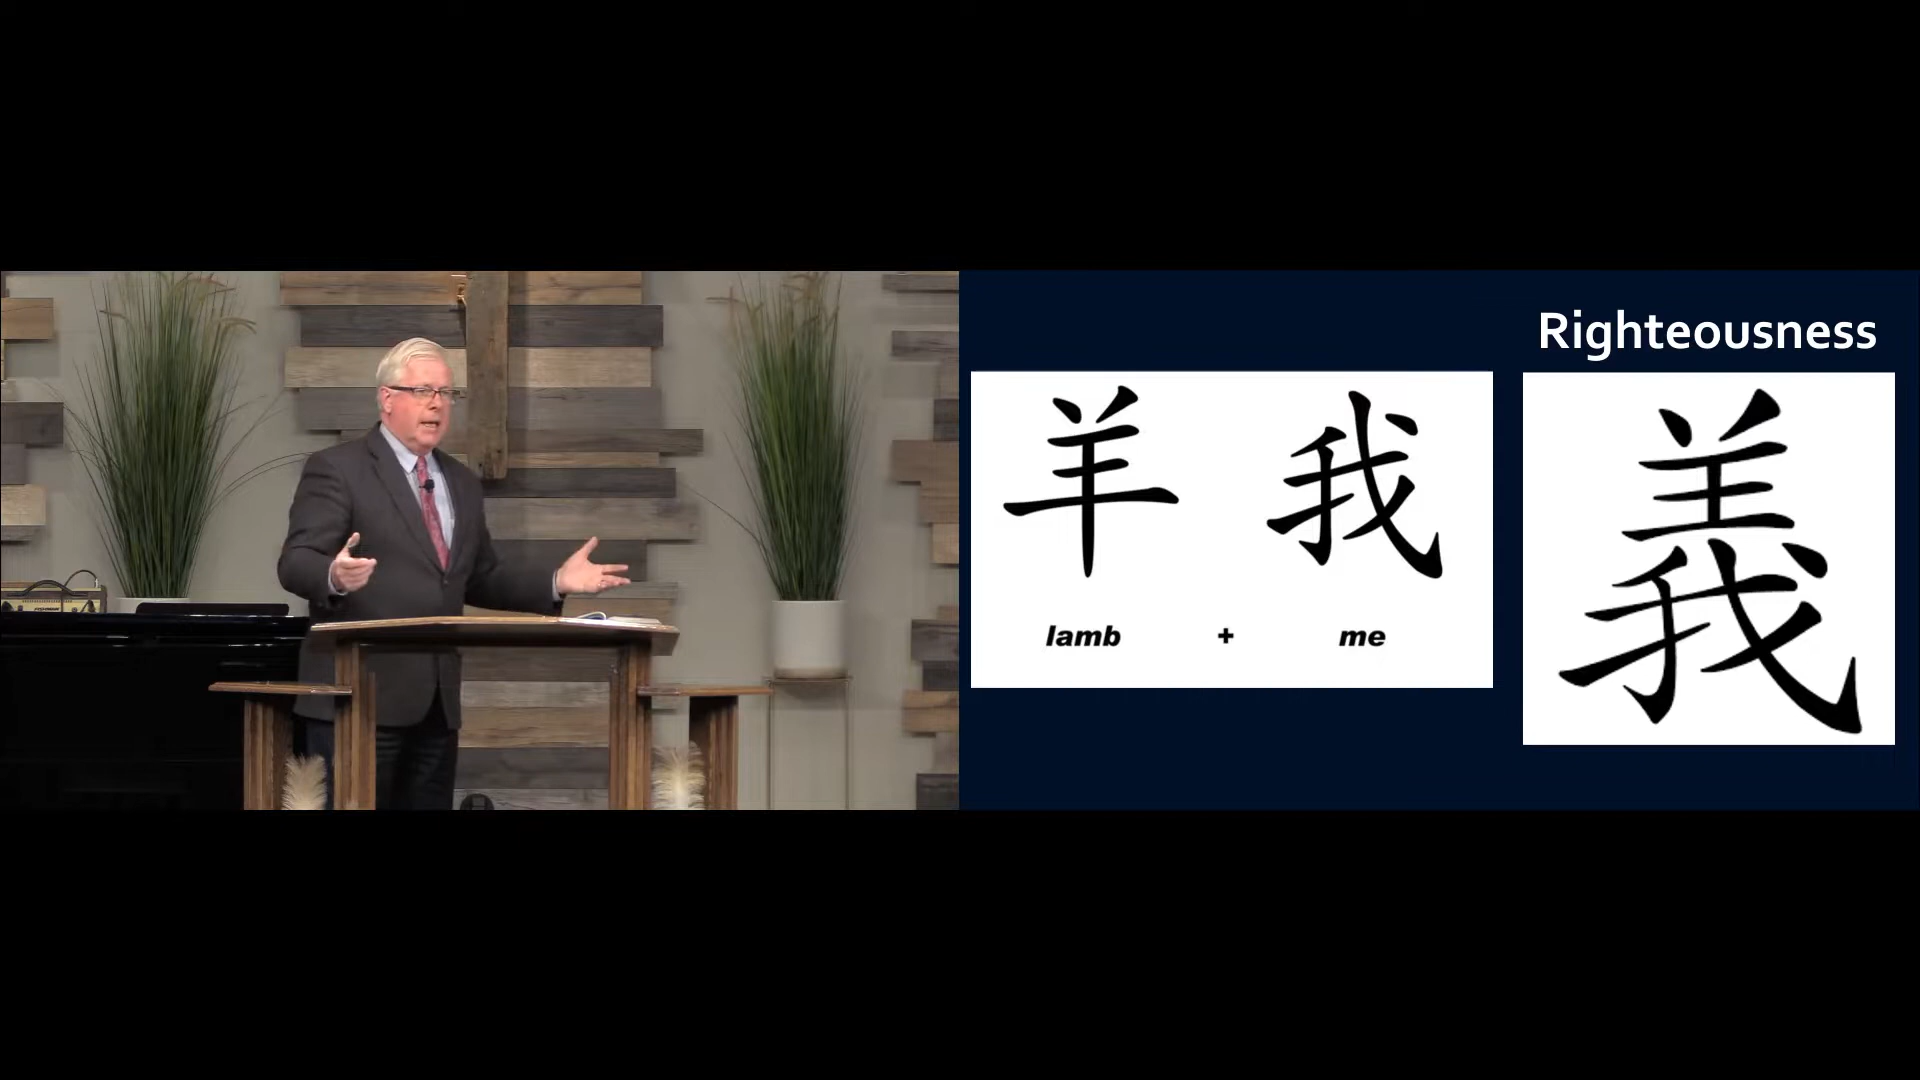 Righteousness
羊 我
義
lamb + me